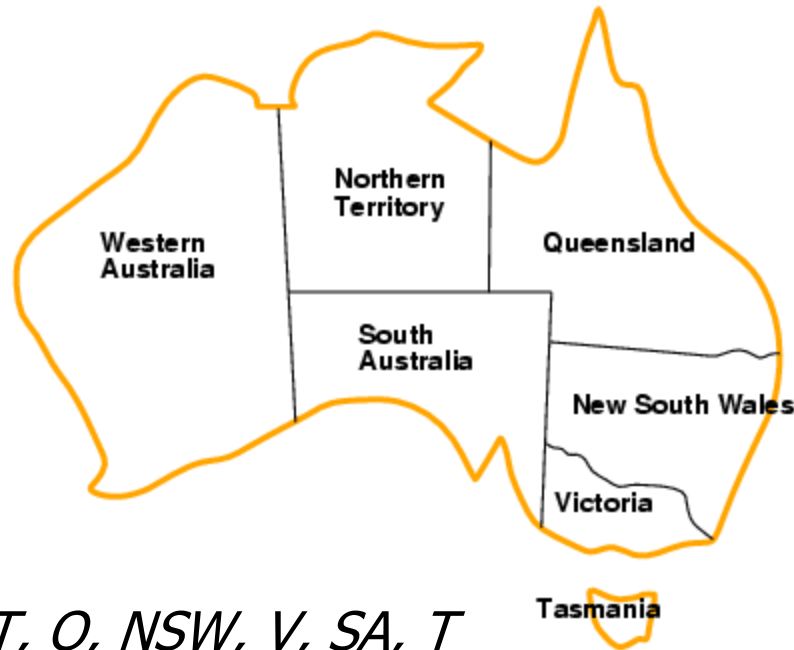 Northern
Territory
Western
Australia
Queensland
South
Australia
New South Wales
Victoria
Tasmania
T, O, NSW, V, SA, T